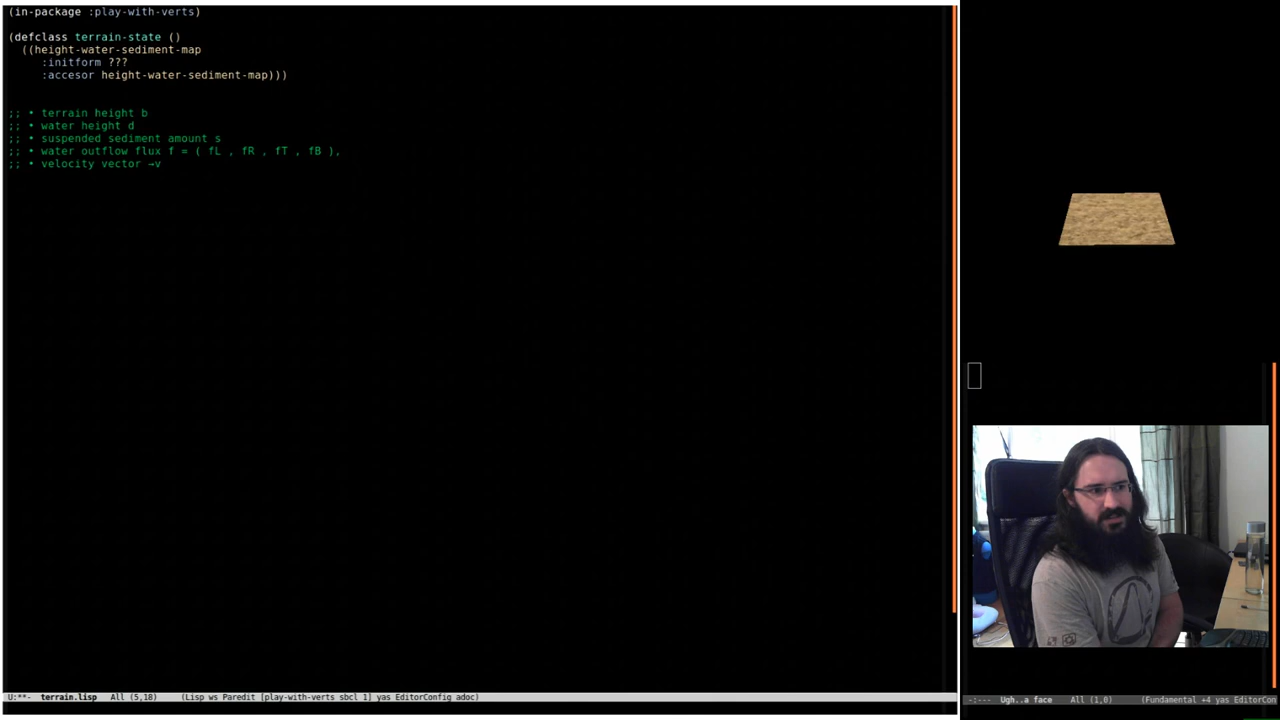 (in-package :play-with-verts)
(defclass terrain-state ()
((height-water-sediment-map
:initform ???
:accesor height-water-sediment-map)))
;; • terrain height b
;; • water height d
;; • suspended sediment amount s
;; • water outflow flux f = ( fL , fR , fT , fB ),
;; • velocity vector →v
U:**- terrain.lisp All (5,18) (Lisp ws Paredit [play-with-verts sbcl 1] yas EditorConfig adoc)
-:--- Ugh..a face All (1,0) (Fundamental +4 yas EditorCon